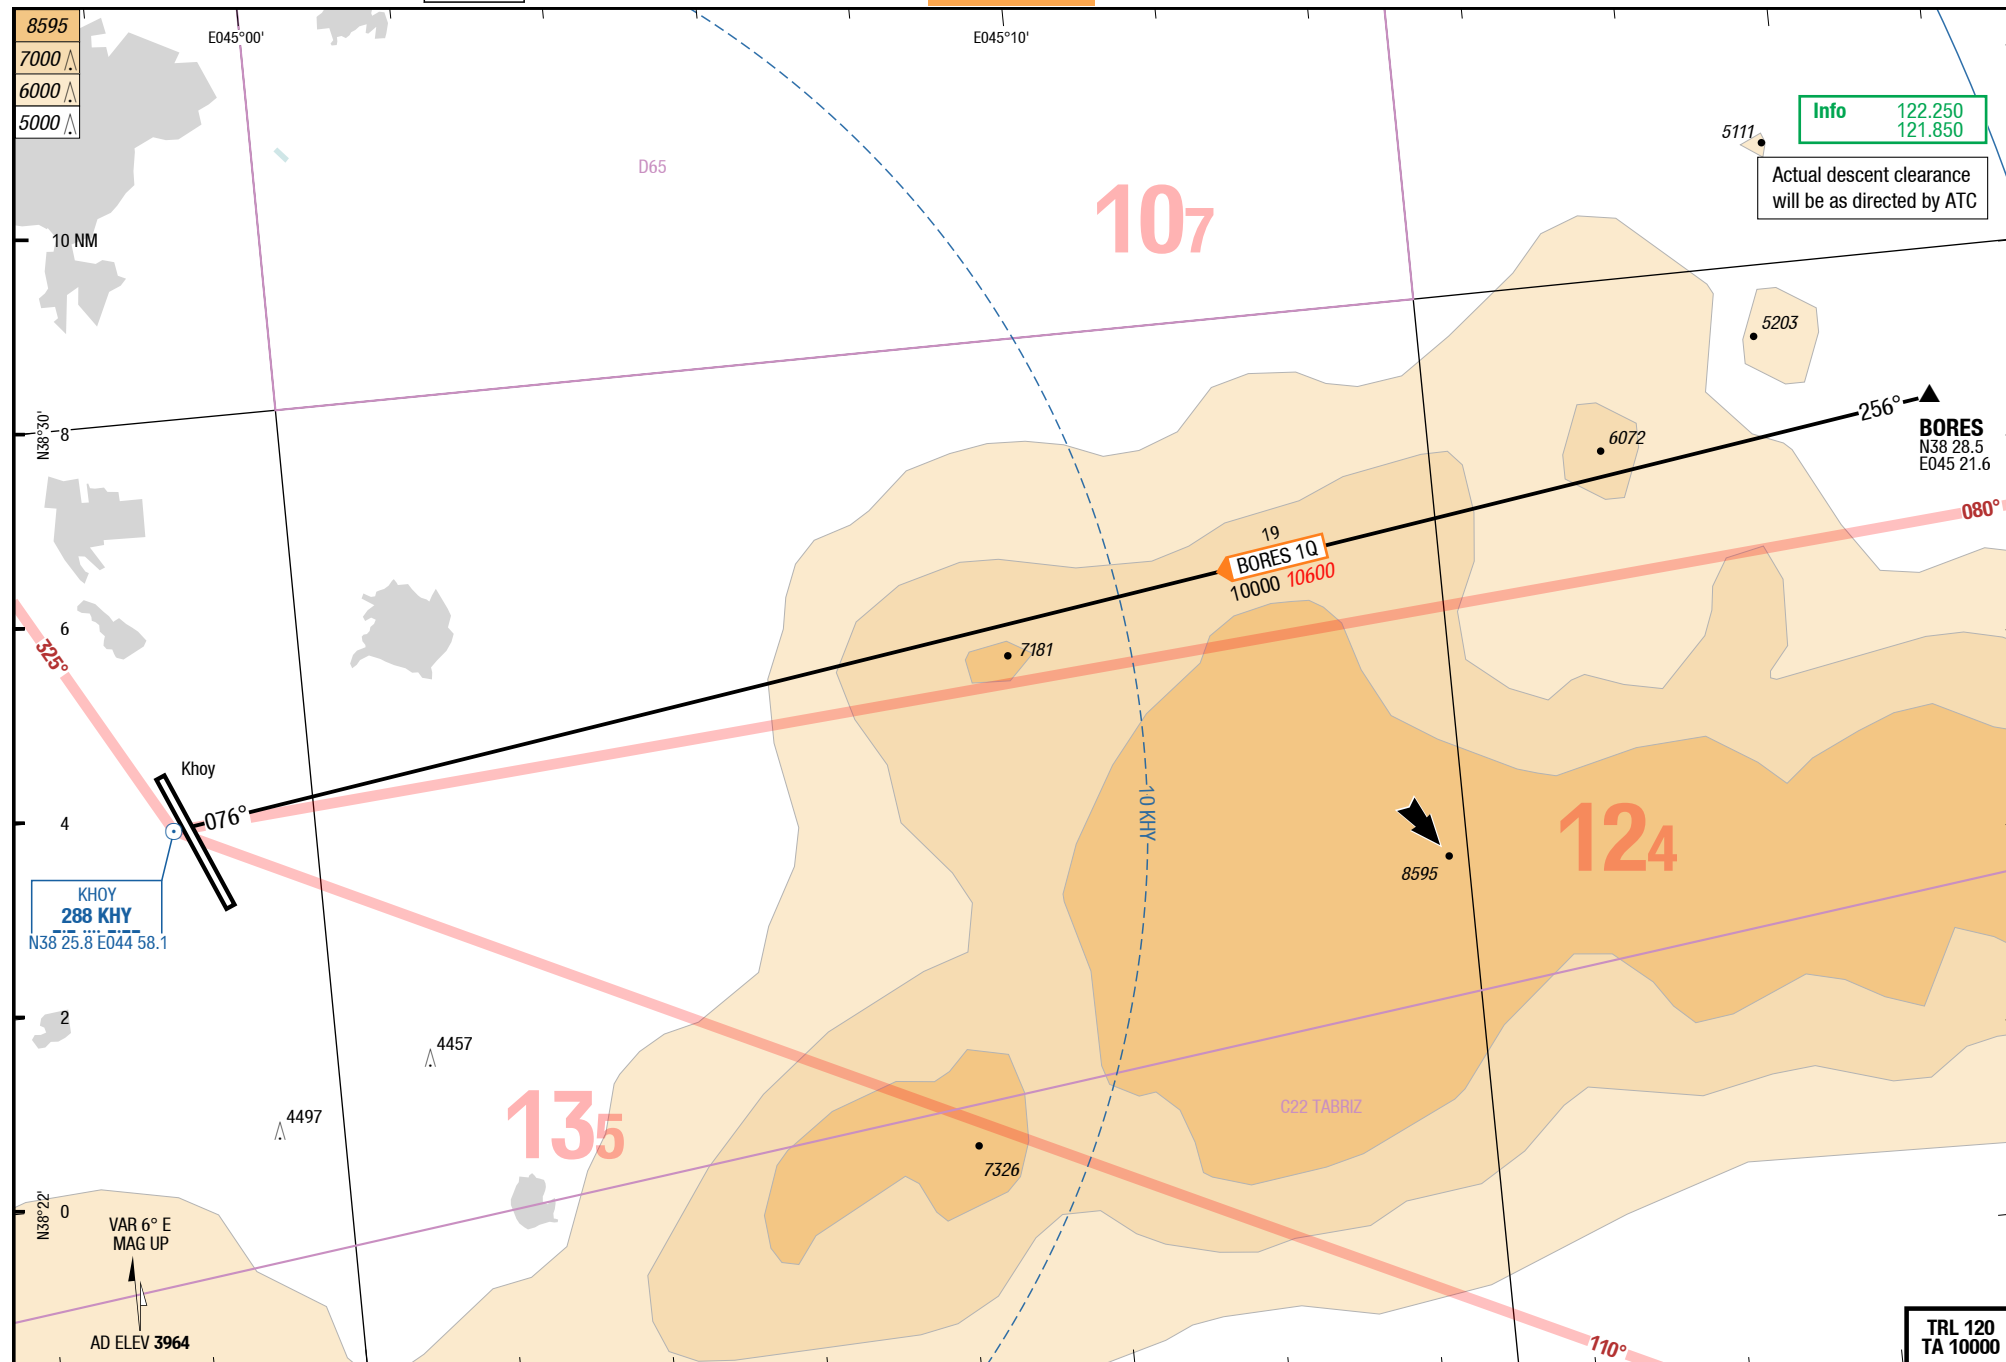 8595
7000
6000
5000
E045°00'
E045°10'
Info 122.250
121.850
5111
Actual descent clearance
will be as directed by ATC
D65
107
10 NM
5203
256°
BORES
N38 28.5
E045 21.6
N38°30'
8
6072
080°
19
BORES 1Q
10000 10600
6
325°
7181
Khoy
076°
4
10 KHY
124
8595
KHOY
288 KHY
N38 25.8 E044 58.1
2
4457
4497
135
C22 TABRIZ
7326
N38°22'
0
VAR 6° E
MAG UP
AD ELEV 3964
110°
TRL 120
TA 10000